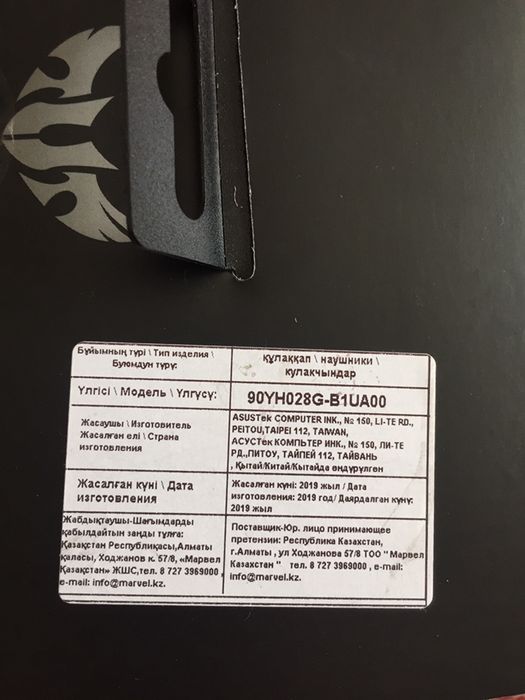 Бұйымның түрі \ Тип изделия \
Буюмдун түрү:
құлаққап \ наушники \
кулакчындар
Үлгісі \ Модель \ Үлгүсү:
90YH028G-B1UA00
Жасаушы \ Изготовитель
Жасалған елі \ Страна
изготовления
ASUSTek COMPUTER INK., № 150, LI-TE RD.,
PEITOU,TAIPEI 112, TAIWAN,
АСУСТек КОМПЬТЕР ИНК., № 150, ЛИ-ТЕ
РД.,ПИТОУ, ТАЙПЕЙ 112, ТАЙВАНЬ
, Қытай/Китай/Кытайда өндүрүлгөн
Жасалған күні \ Дата
изготовления
Жасалған күні: 2019 жыл / Дата
изготовления: 2019 год/ Даярдалган күнү:
2019 жыл
Жабдықтаушы-Шағымдарды
қабылдайтын заңды тұлға:
Қазақстан Республикасы,Алматы
қаласы, Ходжанов к. 57/8, «Марвел
Қазақстан» ЖШС,тел. 8 727 3969000 ,
e-mail: info@marvel.kz.
Поставщик-Юр. лицо принимающее
претензии: Республика Казахстан,
г.Алматы , ул Ходжанова 57/8 ТОО " Марвел
Казахстан " тел. 8 727 3969000 , e-mail:
info@marvel.kz.